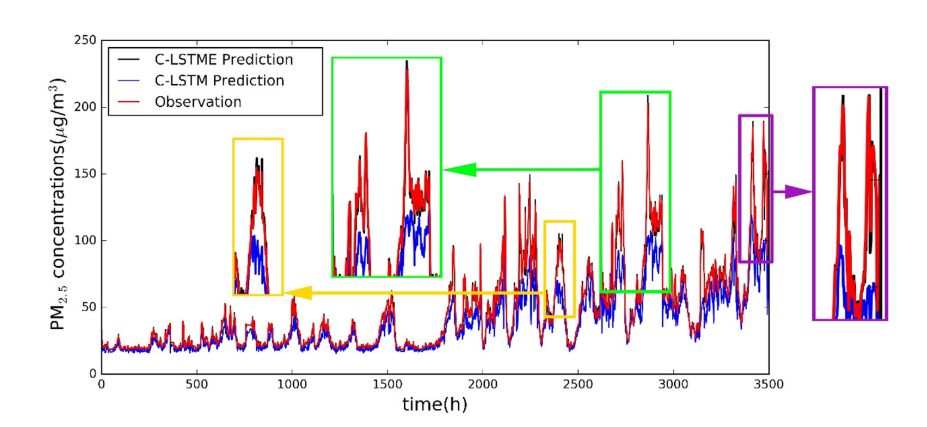 250
C-LSTME Prediction
C-LSTM Prediction
200
Observation
150
100
50
0
PM2.5 concentrations(μg/m³)
0 500 1000 1500 2000 2500 3000 3500
time(h)